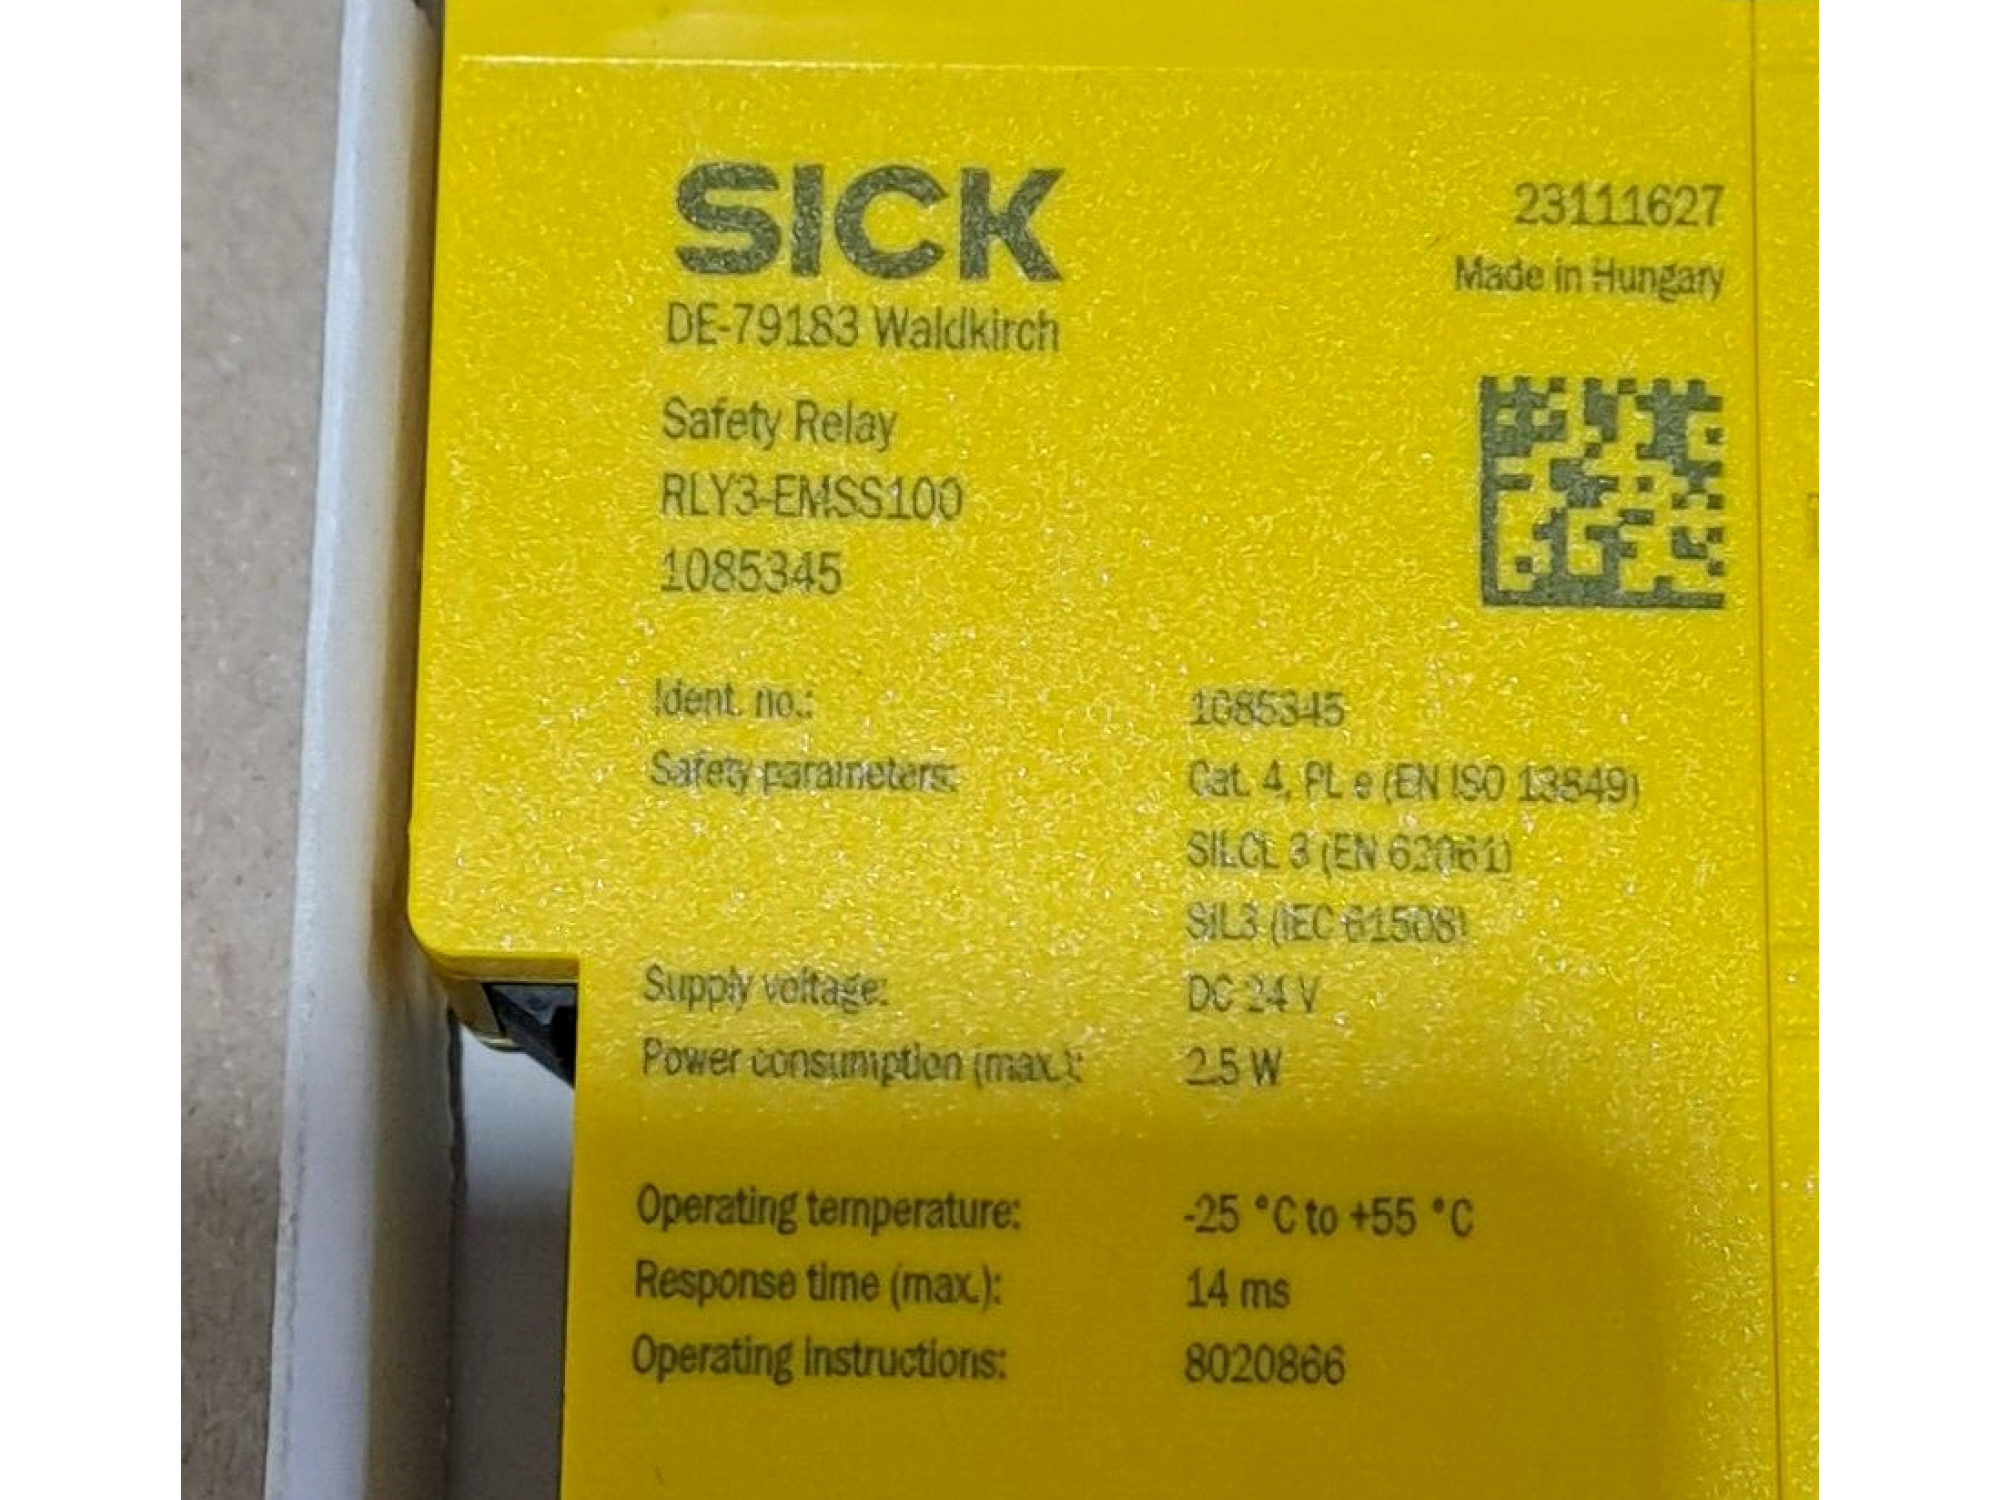 SICK
23111627
Made in Hungary
DE-79183 Waldkirch
Safety Relay
RLY3-EMSS100
1085345
Ident. no.: 1085345
Safety parameters: Cat. 4, PL e (EN ISO 13849)
SILCL 3 (EN 62061)
SIL3 (IEC 61508)
Supply voltage: DC 24 V
Power consumption (max.): 2.5 W
Operating temperature: -25 °C to +55 °C
Response time (max.): 14 ms
Operating instructions: 8020866